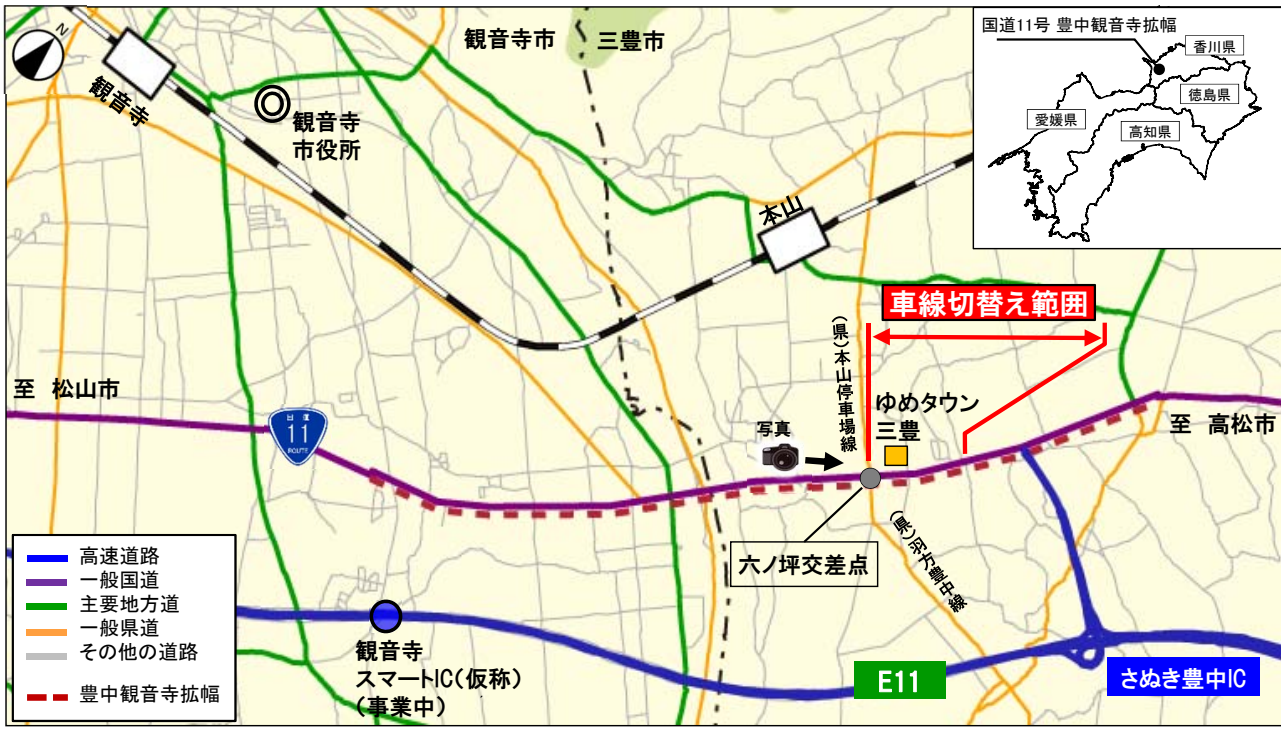 N
観音寺市
三豊市
国道11号 豊中観音寺拡幅
香川県
徳島県
愛媛県
高知県
観音寺
観音寺
市役所
本山
車線切替え範囲
(県)本山停車場線
至 松山市
ゆめタウン
三豊
至 高松市
国道
11
ROUTE
写真
六ノ坪交差点
(県)羽方豊中線
高速道路
一般国道
主要地方道
一般県道
その他の道路
豊中観音寺拡幅
観音寺
スマートIC(仮称)
(事業中)
E11
さぬき豊中IC